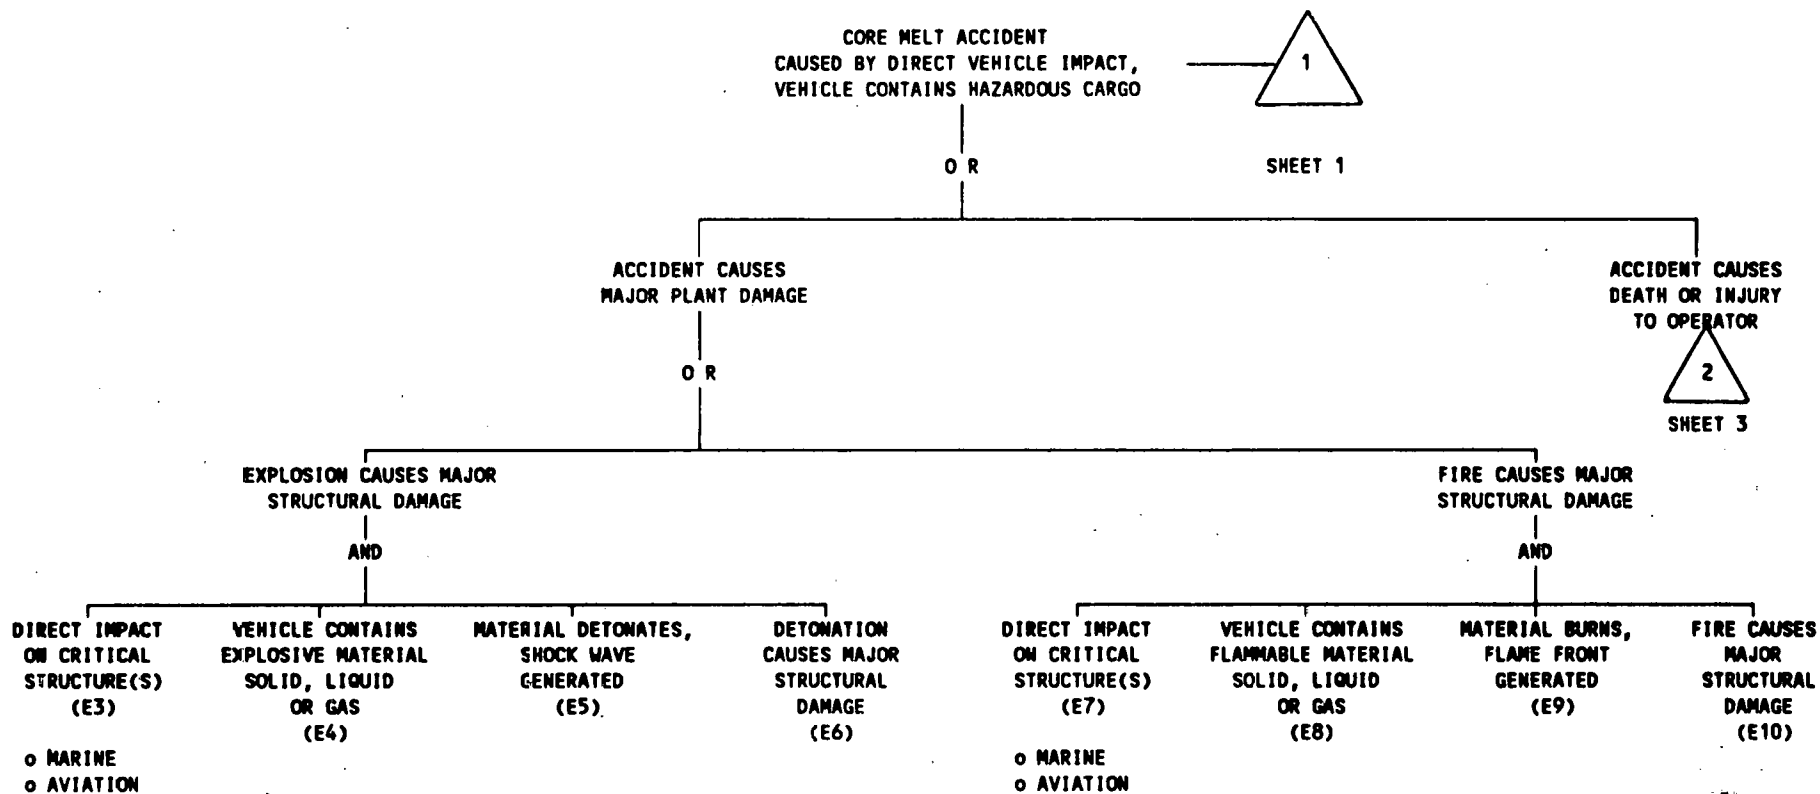 CORE MELT ACCIDENT
CAUSED BY DIRECT VEHICLE IMPACT,
VEHICLE CONTAINS HAZARDOUS CARGO
1
O R
SHEET 1
ACCIDENT CAUSES
MAJOR PLANT DAMAGE
ACCIDENT CAUSES
DEATH OR INJURY
TO OPERATOR
2
SHEET 3
O R
EXPLOSION CAUSES MAJOR
STRUCTURAL DAMAGE
AND
FIRE CAUSES MAJOR
STRUCTURAL DAMAGE
AND
DIRECT IMPACT
ON CRITICAL
STRUCTURE(S)
(E3)
o MARINE
o AVIATION
VEHICLE CONTAINS
EXPLOSIVE MATERIAL
SOLID, LIQUID
OR GAS
(E4)
MATERIAL DETONATES,
SHOCK WAVE
GENERATED
(E5)
DETONATION
CAUSES MAJOR
STRUCTURAL
DAMAGE
(E6)
DIRECT IMPACT
ON CRITICAL
STRUCTURE(S)
(E7)
o MARINE
o AVIATION
VEHICLE CONTAINS
FLAMMABLE MATERIAL
SOLID, LIQUID
OR GAS
(E8)
MATERIAL BURNS,
FLAME FRONT
GENERATED
(E9)
FIRE CAUSES
MAJOR
STRUCTURAL
DAMAGE
(E10)